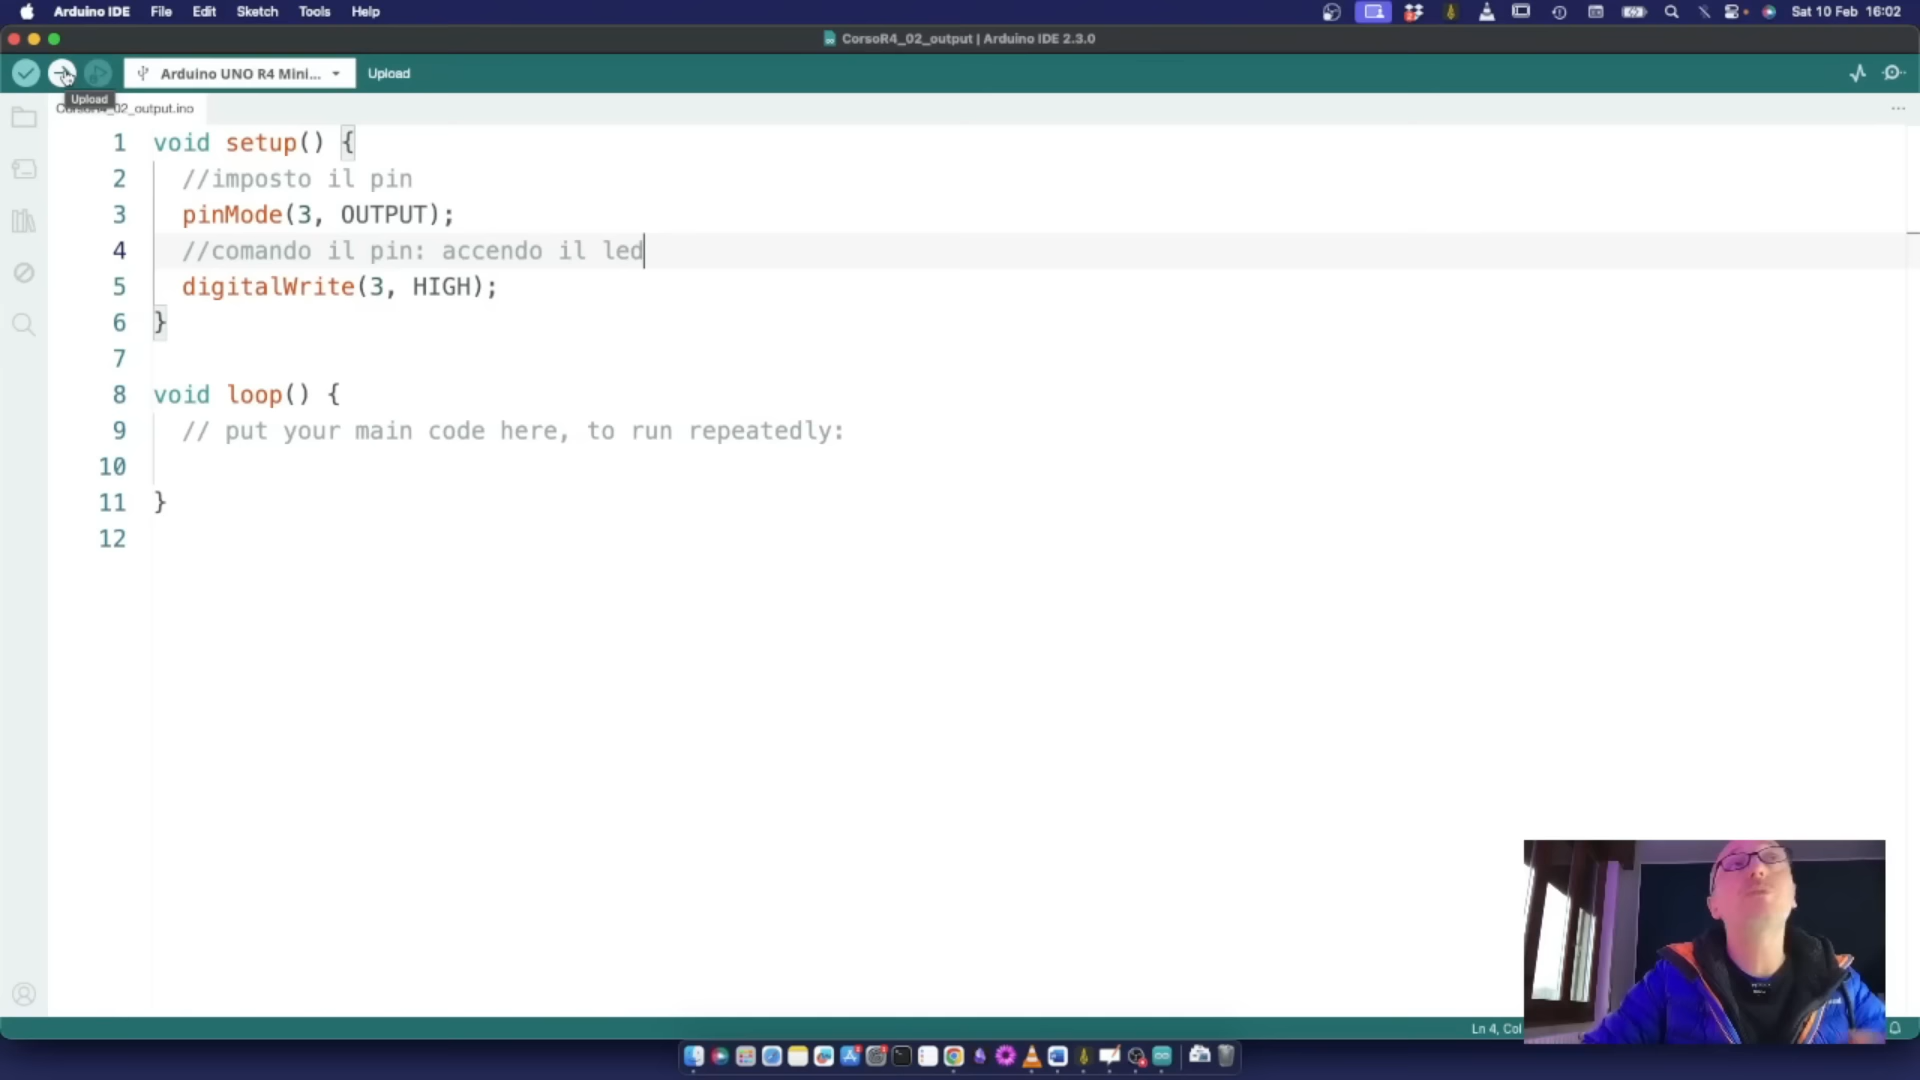 Arduino IDE File Edit Sketch Tools Help Sat 10 Feb 16:02
CorsoR4_02_output | Arduino IDE 2.3.0
Arduino UNO R4 Mini... Upload
Upload
02_output.ino
1 void setup() {
2 //imposto il pin
3 pinMode(3, OUTPUT);
4 //comando il pin: accendo il led
5 digitalWrite(3, HIGH);
6 }
7
8 void loop() {
9 // put your main code here, to run repeatedly:
10
11 }
12
Ln 4, Col